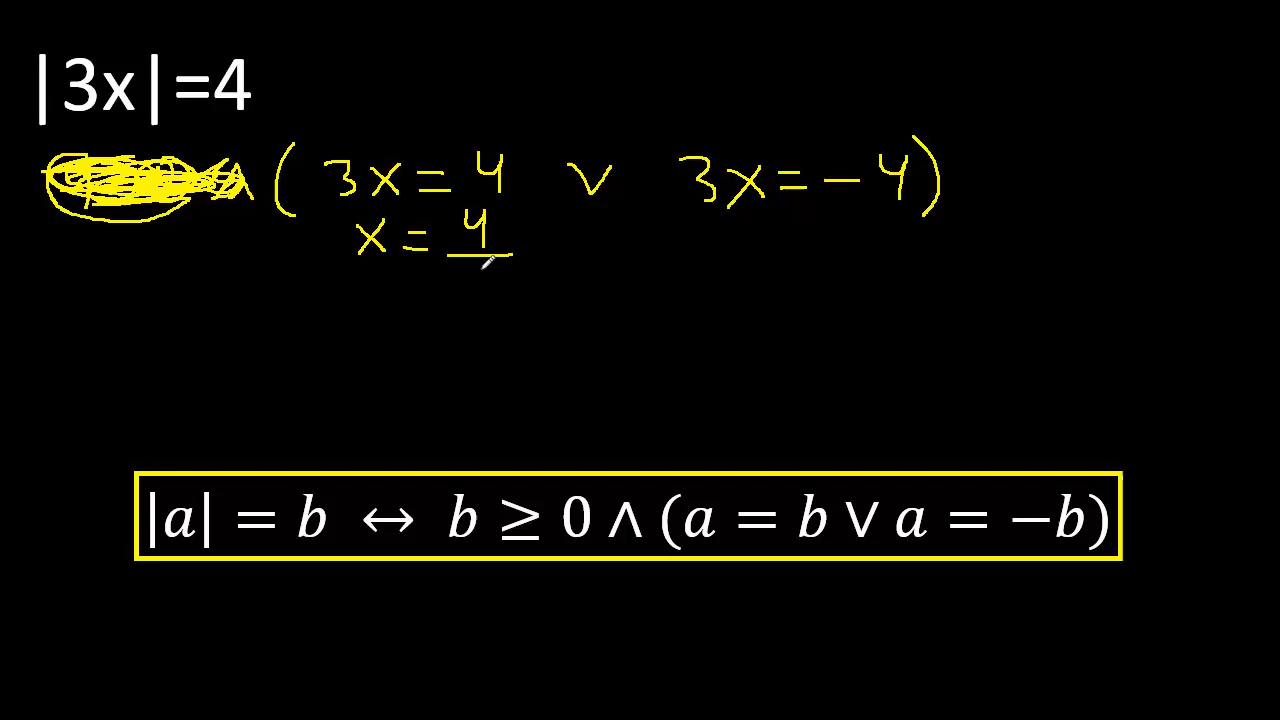 |3x|=4
∧ ( 3x = 4 ∨ 3x = − 4 )
x = 4
|a| = b ↔ b ≥ 0 ∧ (a = b ∨ a = −b)